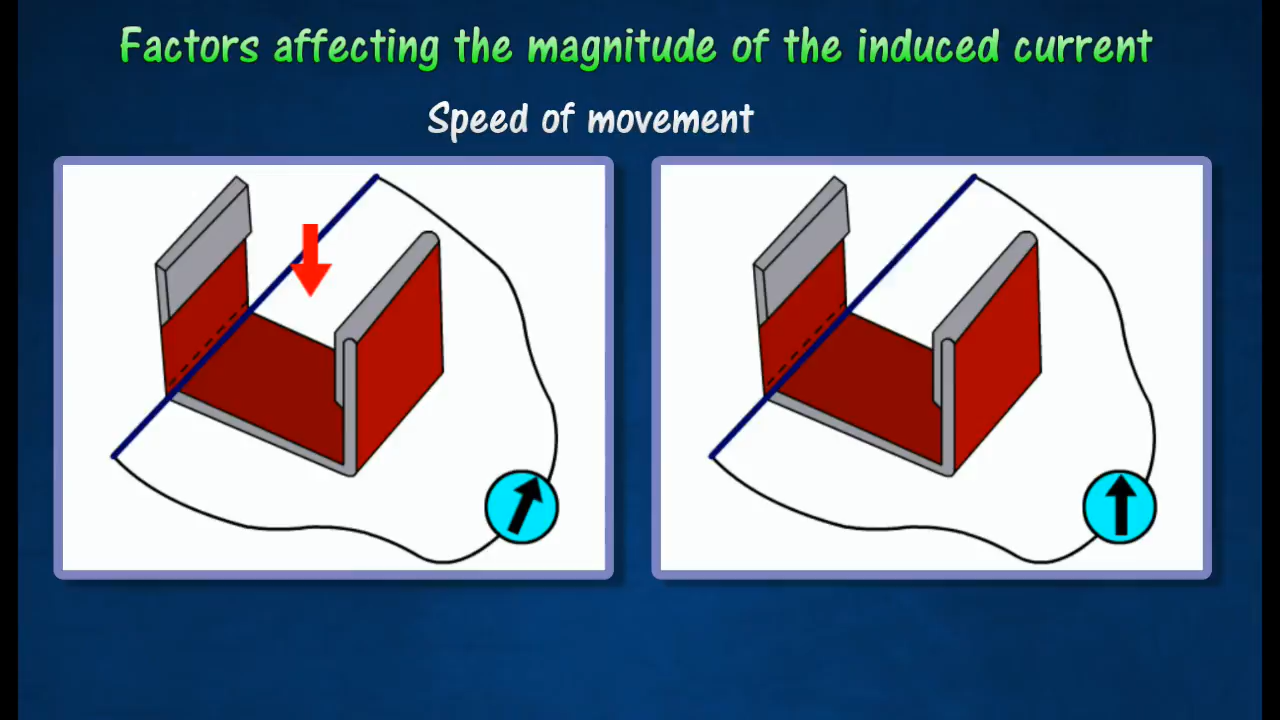 Factors affecting the magnitude of the induced current
Speed of movement